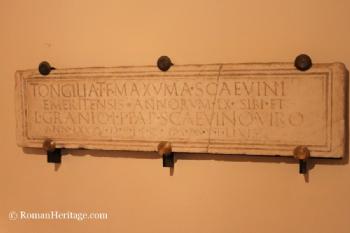 TONGILIA·T·F·MAXVMA·SCAEVINI
EMERITENSIS·ANNORVM·LX·SIBI·ET
L·GRANIO·L·F·PAP·SCAEVINO·VIRO
© RomanHeritage.com